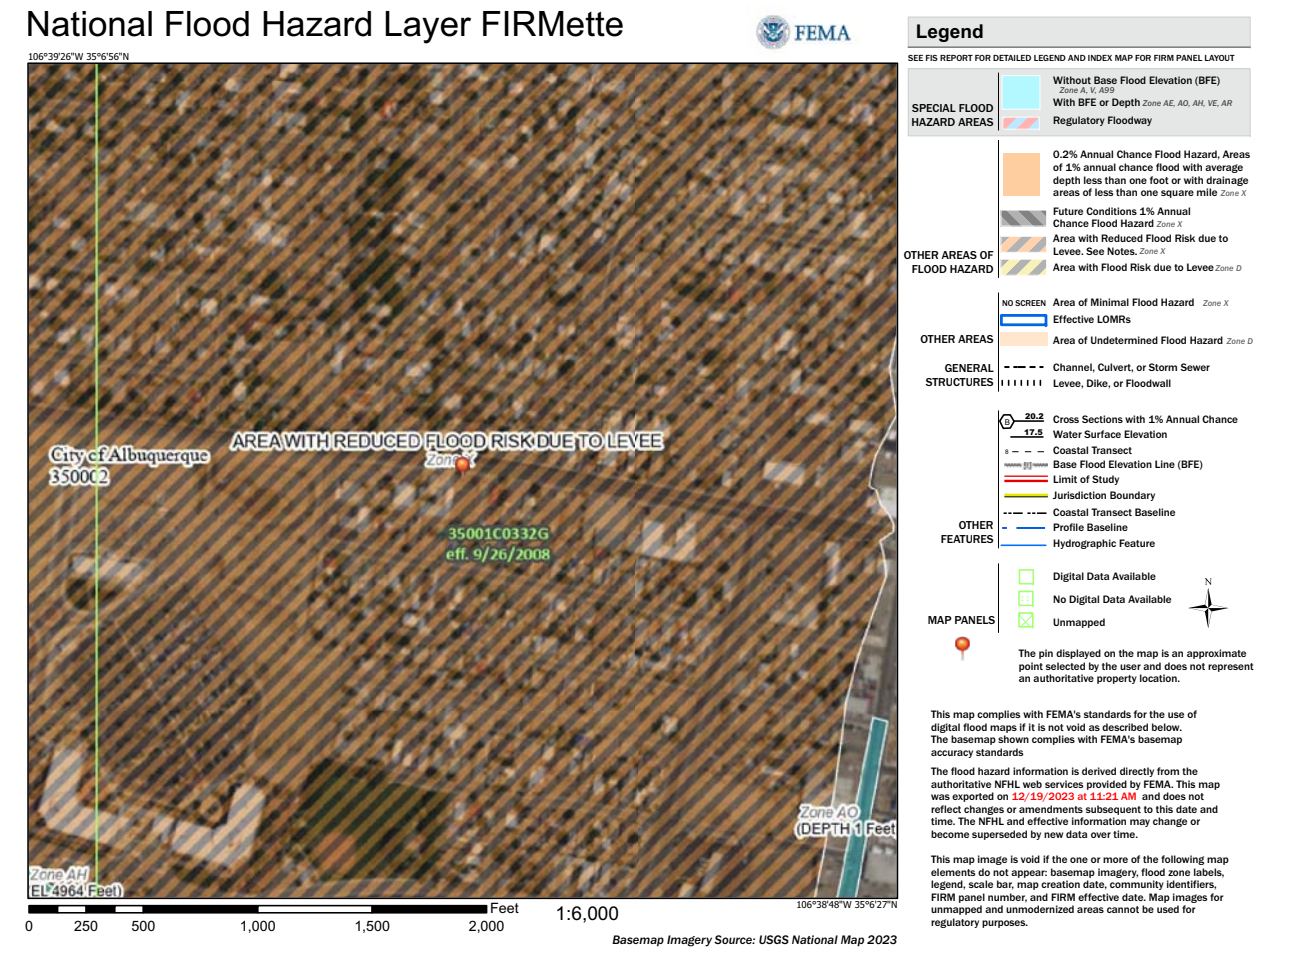 National Flood Hazard Layer FIRMette
FEMA
106°39'26"W 35°6'56"N
AREA WITH REDUCED FLOOD RISK DUE TO LEVEE
Zone X
City of Albuquerque
350002
35001C0332G
eff. 9/26/2008
Zone AO
(DEPTH 1 Feet
Zone AH
(EL 4964 Feet)
106°38'48"W 35°6'27"N
Feet
1:6,000
0 250 500 1,000 1,500 2,000
Basemap Imagery Source: USGS National Map 2023
Legend
SEE FIS REPORT FOR DETAILED LEGEND AND INDEX MAP FOR FIRM PANEL LAYOUT
SPECIAL FLOOD
HAZARD AREAS
Without Base Flood Elevation (BFE)
Zone A, V, A99
With BFE or Depth Zone AE, AO, AH, VE, AR
Regulatory Floodway
OTHER AREAS OF
FLOOD HAZARD
0.2% Annual Chance Flood Hazard, Areas
of 1% annual chance flood with average
depth less than one foot or with drainage
areas of less than one square mile Zone X
Future Conditions 1% Annual
Chance Flood Hazard Zone X
Area with Reduced Flood Risk due to
Levee. See Notes. Zone X
Area with Flood Risk due to Levee Zone D
OTHER AREAS
NO SCREEN Area of Minimal Flood Hazard Zone X
Effective LOMRs
Area of Undetermined Flood Hazard Zone D
GENERAL
STRUCTURES
Channel, Culvert, or Storm Sewer
Levee, Dike, or Floodwall
OTHER
FEATURES
B 20.2 Cross Sections with 1% Annual Chance
17.5 Water Surface Elevation
8 Coastal Transect
Base Flood Elevation Line (BFE)
Limit of Study
Jurisdiction Boundary
Coastal Transect Baseline
Profile Baseline
Hydrographic Feature
MAP PANELS
Digital Data Available
No Digital Data Available
Unmapped
N
The pin displayed on the map is an approximate
point selected by the user and does not represent
an authoritative property location.
This map complies with FEMA's standards for the use of
digital flood maps if it is not void as described below.
The basemap shown complies with FEMA's basemap
accuracy standards
The flood hazard information is derived directly from the
authoritative NFHL web services provided by FEMA. This map
was exported on 12/19/2023 at 11:21 AM and does not
reflect changes or amendments subsequent to this date and
time. The NFHL and effective information may change or
become superseded by new data over time.
This map image is void if the one or more of the following map
elements do not appear: basemap imagery, flood zone labels,
legend, scale bar, map creation date, community identifiers,
FIRM panel number, and FIRM effective date. Map images for
unmapped and unmodernized areas cannot be used for
regulatory purposes.